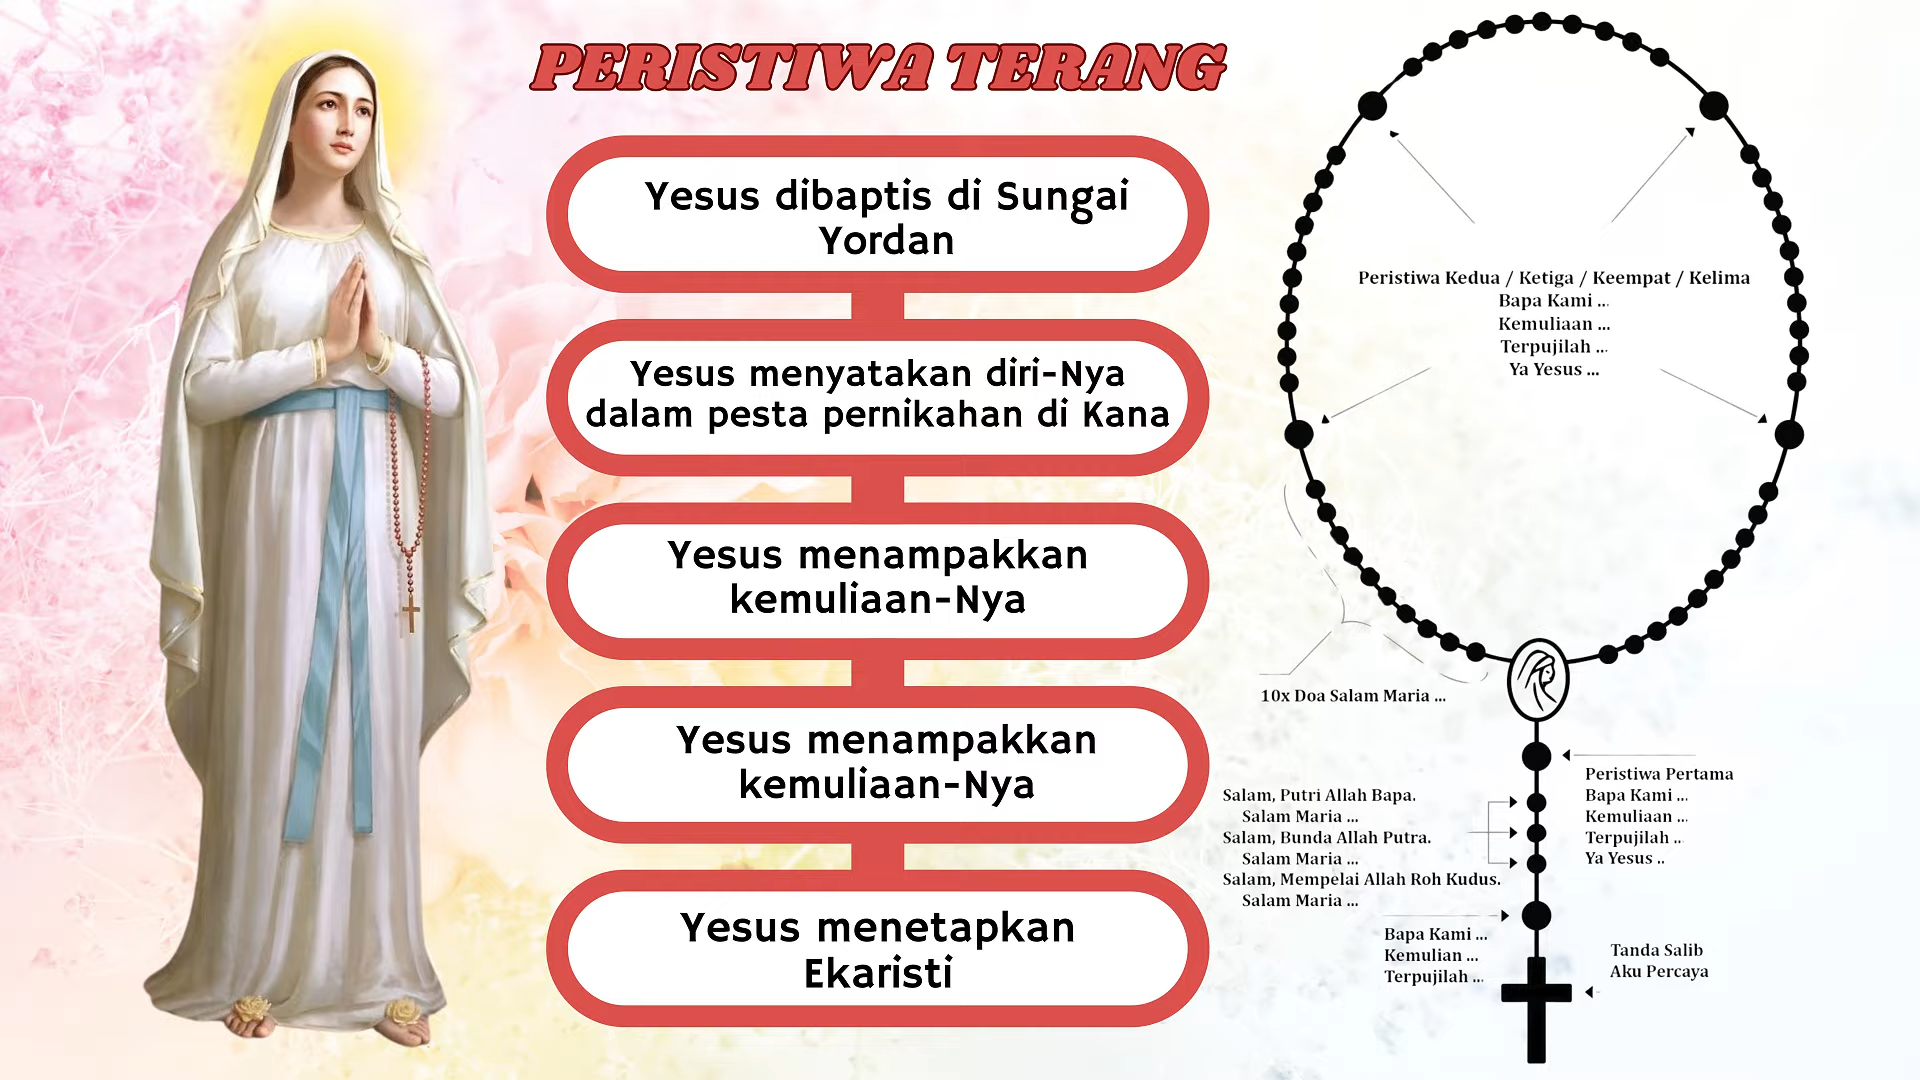 PERISTIWA TERANG
Yesus dibaptis di Sungai
Yordan
Yesus menyatakan diri-Nya
dalam pesta pernikahan di Kana
Yesus menampakkan
kemuliaan-Nya
Yesus menampakkan
kemuliaan-Nya
Yesus menetapkan
Ekaristi
Peristiwa Kedua / Ketiga / Keempat / Kelima
Bapa Kami ...
Kemuliaan ...
Terpujilah ...
Ya Yesus ...
10x Doa Salam Maria ...
Peristiwa Pertama
Bapa Kami ...
Kemuliaan ...
Terpujilah ..
Ya Yesus ..
Salam, Putri Allah Bapa.
Salam Maria ...
Salam, Bunda Allah Putra.
Salam Maria ...
Salam, Mempelai Allah Roh Kudus.
Salam Maria ...
Bapa Kami ...
Kemulian ...
Terpujilah ...
Tanda Salib
Aku Percaya